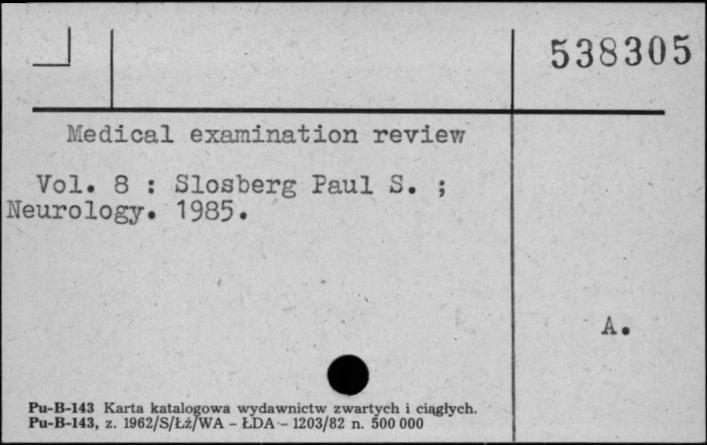 538305
Medical examination review
Vol. 8 : Slosberg Paul S. ;
Neurology. 1985.
A.
Pu-B-143 Karta katalogowa wydawnictw zwartych i ciągłych.
Pu-B-143, z. 1962/S/Łż/WA - ŁDA - 1203/82 n. 500 000